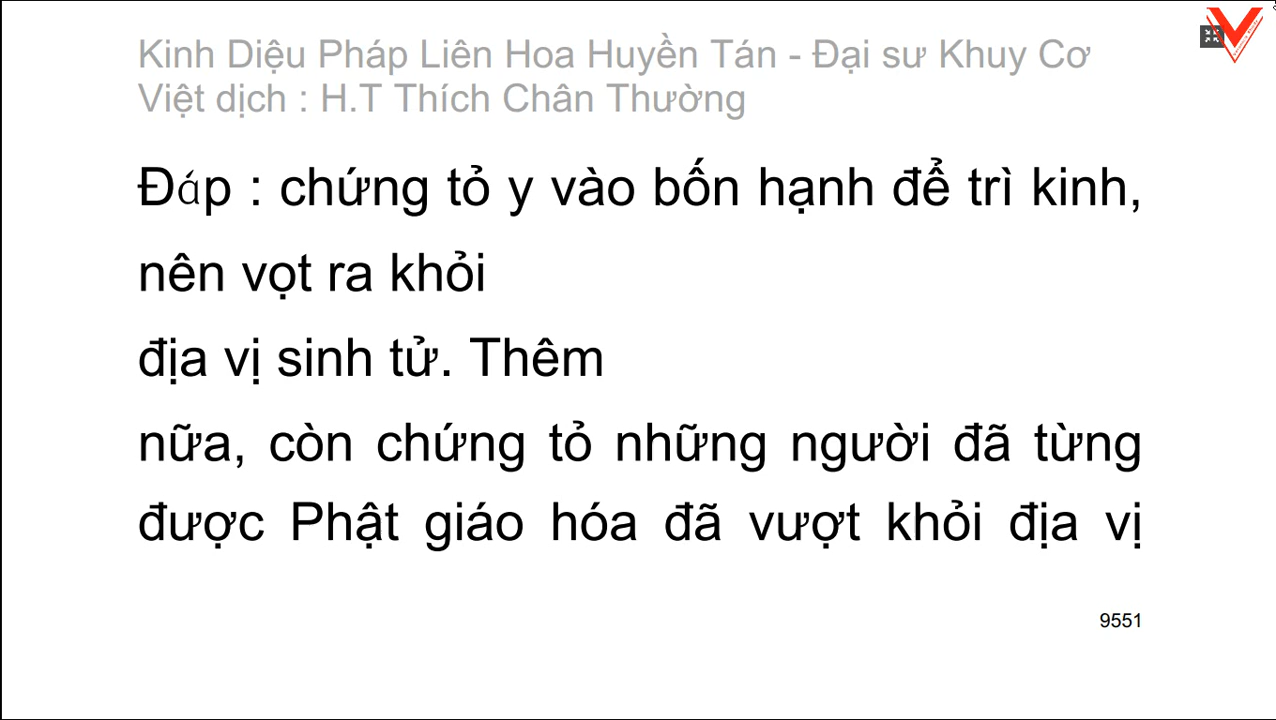 Kinh Diệu Pháp Liên Hoa Huyền Tán - Đại sư Khuy Cơ
Việt dịch : H.T Thích Chân Thường
Đáp : chứng tỏ y vào bốn hạnh để trì kinh,
nên vọt ra khỏi
địa vị sinh tử. Thêm
nữa, còn chứng tỏ những người đã từng
được Phật giáo hóa đã vượt khỏi địa vị
9551